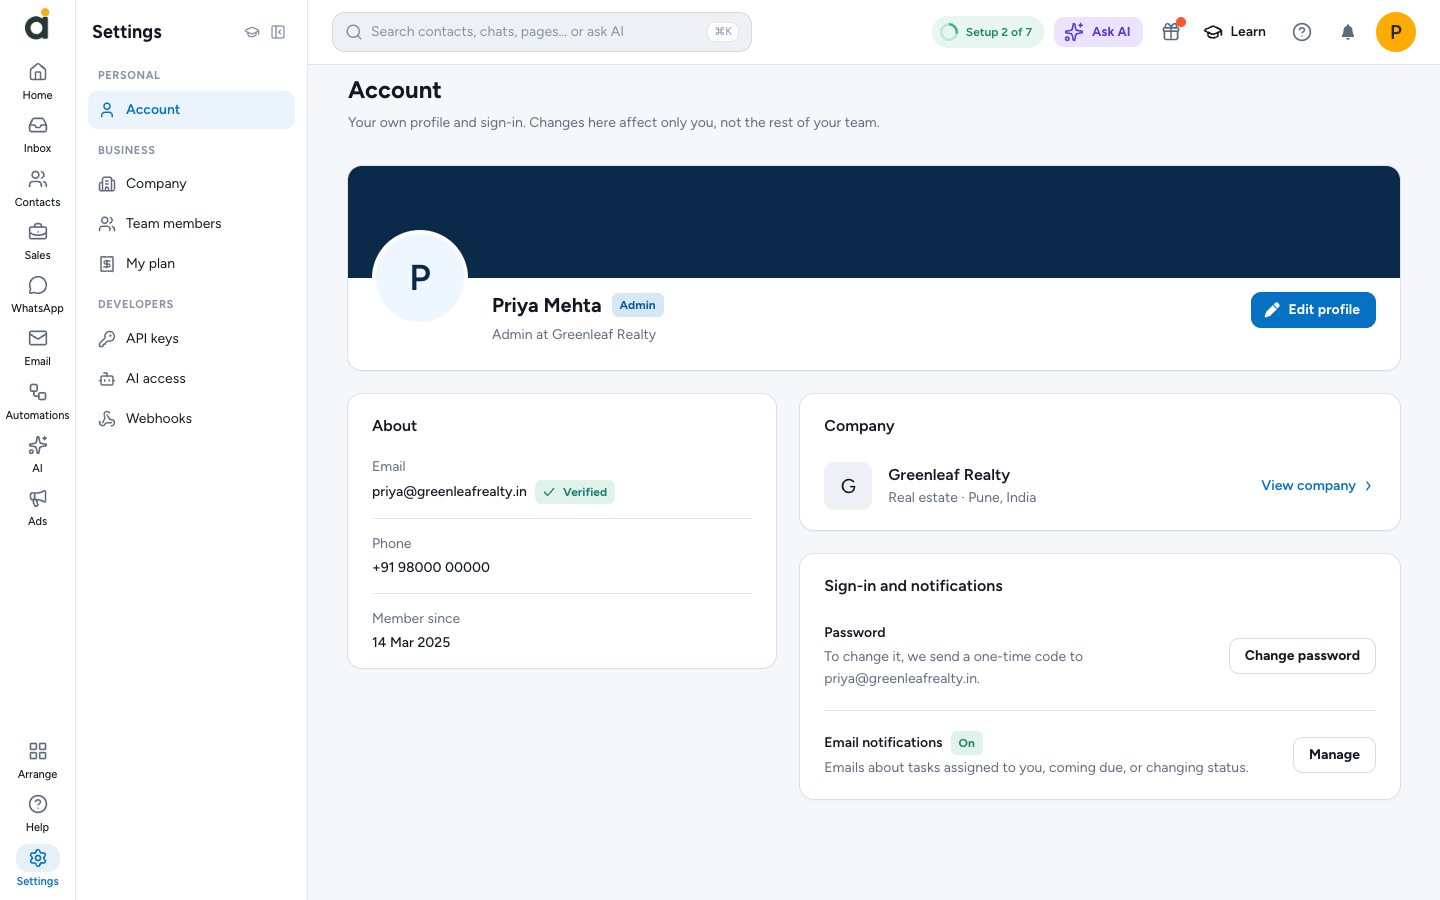 a
Home
Inbox
Contacts
Sales
WhatsApp
Email
Automations
AI
Ads
Arrange
Help
Settings
Settings
PERSONAL
Account
BUSINESS
Company
Team members
My plan
DEVELOPERS
API keys
AI access
Webhooks
Search contacts, chats, pages... or ask AI
⌘K
Setup 2 of 7
Ask AI
Learn
P
Account
Your own profile and sign-in. Changes here affect only you, not the rest of your team.
P
Priya Mehta Admin
Admin at Greenleaf Realty
Edit profile
About
Email
priya@greenleafrealty.in Verified
Phone
+91 98000 00000
Member since
14 Mar 2025
Company
G
Greenleaf Realty
Real estate · Pune, India
View company
Sign-in and notifications
Password
To change it, we send a one-time code to
priya@greenleafrealty.in.
Change password
Email notifications On
Emails about tasks assigned to you, coming due, or changing status.
Manage